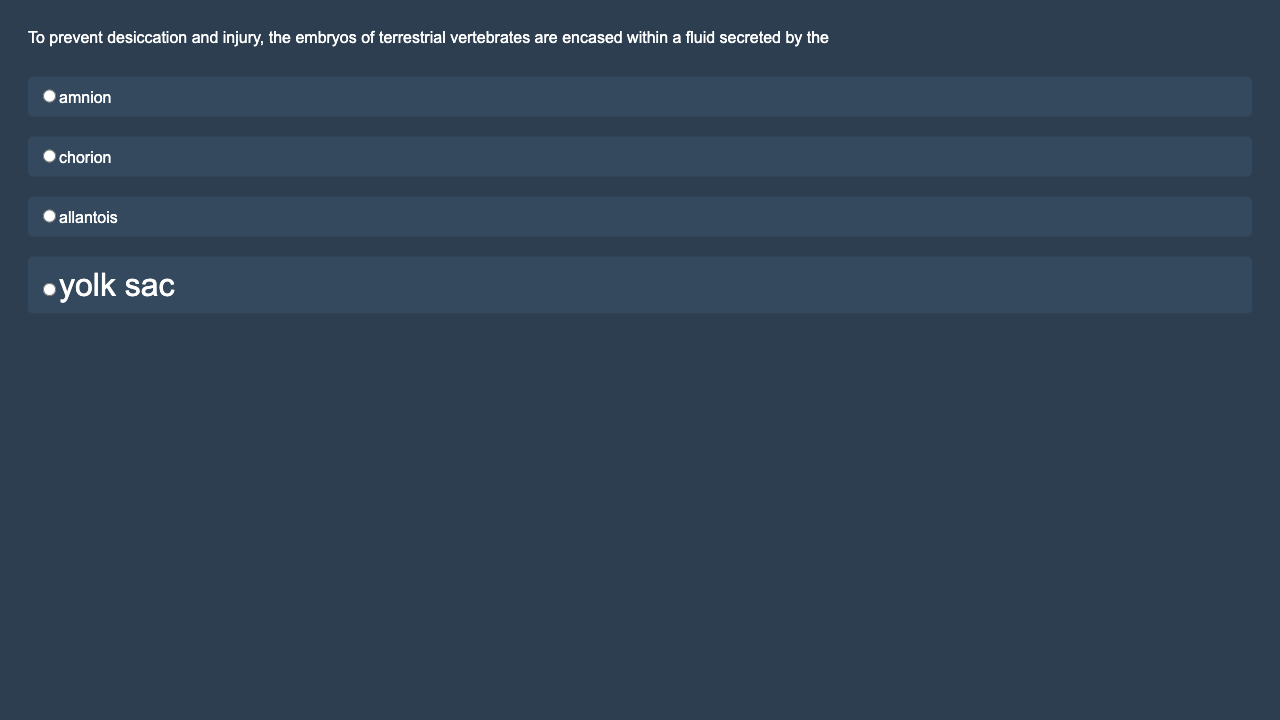 To prevent desiccation and injury, the embryos of terrestrial vertebrates are encased within a fluid secreted by the
amnion
chorion
allantois
yolk sac